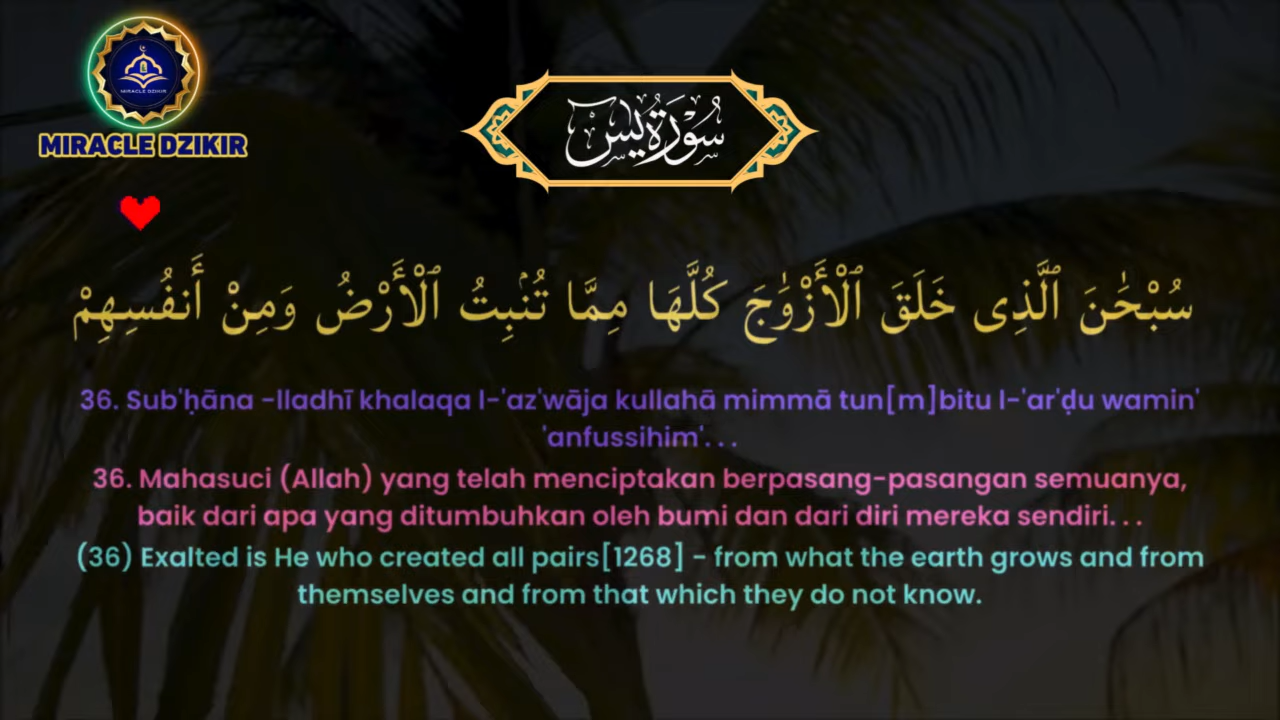 MIRACLE DZIKIR
MIRACLE DZIKIR
سُوْرَةُ يٰسٓ
سُبْحَٰنَ ٱلَّذِى خَلَقَ ٱلْأَزْوَٰجَ كُلَّهَا مِمَّا تُنۢبِتُ ٱلْأَرْضُ وَمِنْ أَنفُسِهِمْ
36. Sub'ḥāna -lladhī khalaqa l-'az'wāja kullahā mimmā tun[m]bitu l-'ar'ḍu wamin'
'anfussihim'. . .
36. Mahasuci (Allah) yang telah menciptakan berpasang-pasangan semuanya,
baik dari apa yang ditumbuhkan oleh bumi dan dari diri mereka sendiri. . .
(36) Exalted is He who created all pairs[1268] - from what the earth grows and from
themselves and from that which they do not know.